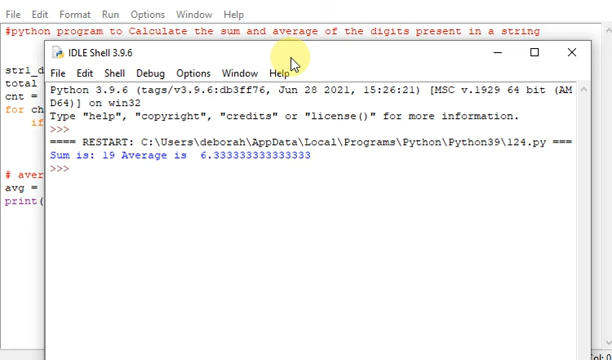 File Edit Format Run Options Window Help
#python program to Calculate the sum and average of the digits present in a string
IDLE Shell 3.9.6
File Edit Shell Debug Options Window Help
Python 3.9.6 (tags/v3.9.6:db3ff76, Jun 28 2021, 15:26:21) [MSC v.1929 64 bit (AM
D64)] on win32
Type "help", "copyright", "credits" or "license()" for more information.
>>>
==== RESTART: C:\Users\deborah\AppData\Local\Programs\Python\Python39\124.py ===
Sum is: 19 Average is  6.333333333333333
>>>
str1_d
total
cnt =
for ch
if
# aver
avg =
print(